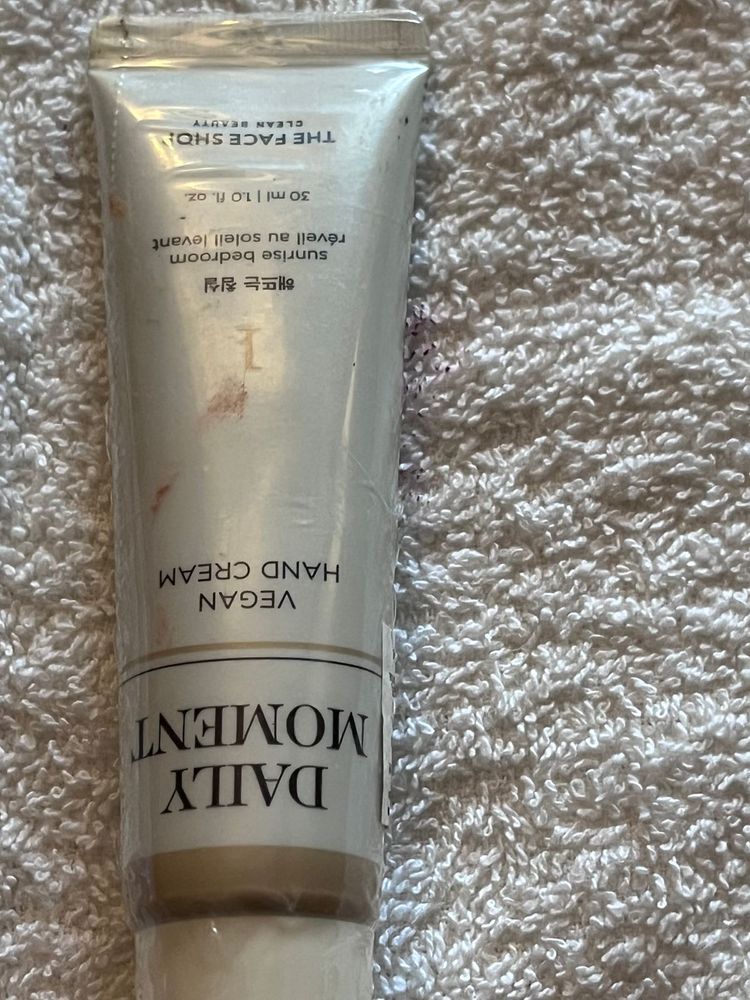 DAILY
MOMENT
VEGAN
HAND CREAM
1
해뜨는 침실
sunrise bedroom
réveil au soleil levant
30 ml | 1.0 fl. oz.
THE FACE SHOP
CLEAN BEAUTY